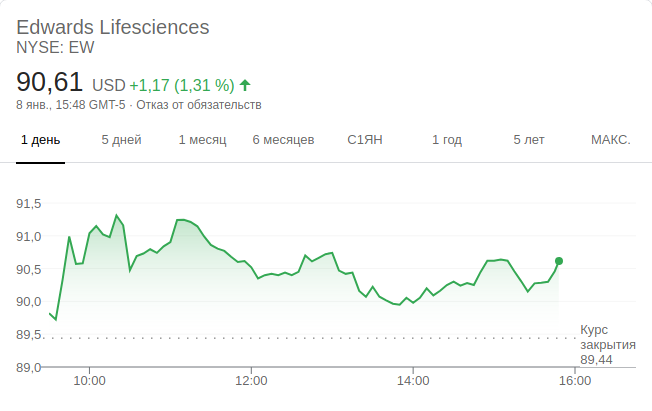 Edwards Lifesciences
NYSE: EW
90,61 USD +1,17 (1,31 %)
8 янв., 15:48 GMT-5 · Отказ от обязательств
1 день 5 дней 1 месяц 6 месяцев С1ЯН 1 год 5 лет МАКС.
91,5
91,0
90,5
90,0
89,5
Курс
закрытия
89,44
89,0
10:00 12:00 14:00 16:00